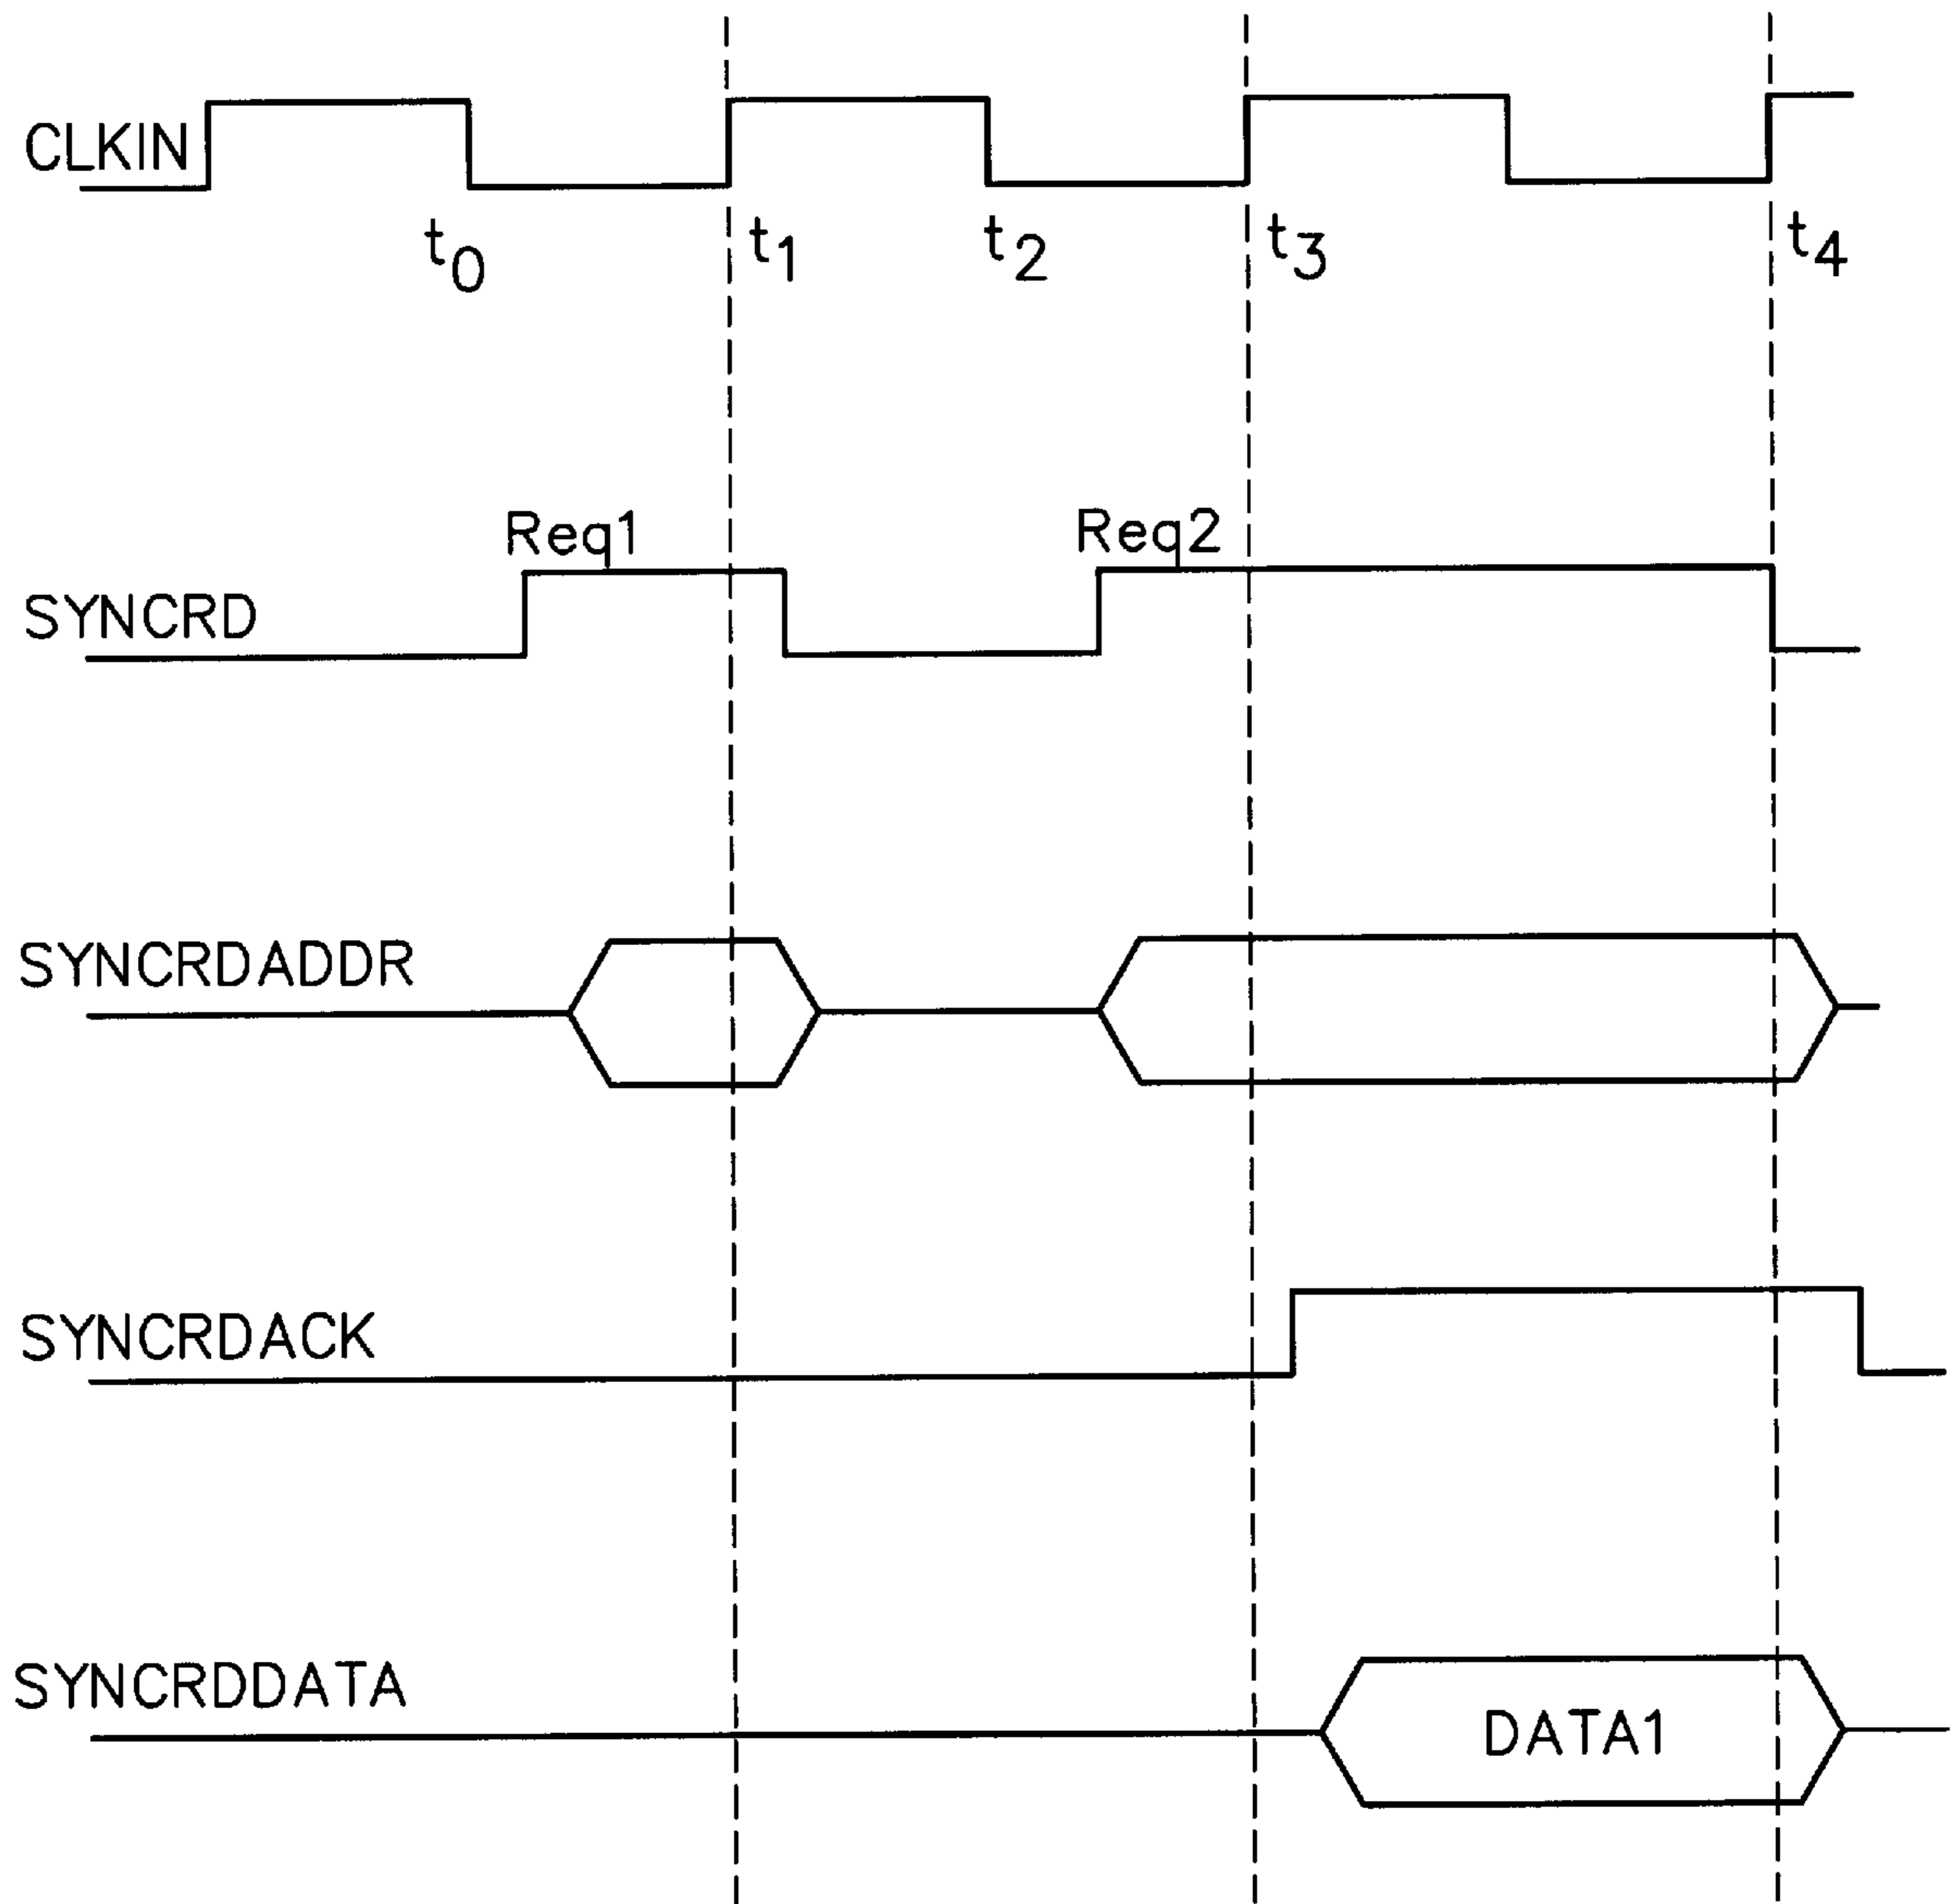 CLKIN
t0 t1 t2 t3 t4
Req1 Req2
SYNCRD
SYNCRDADDR
SYNCRDACK
SYNCRDDATA
DATA1